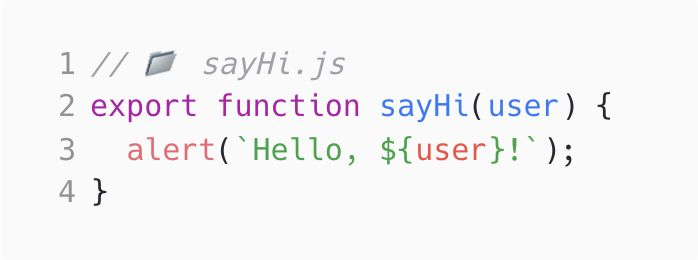 1 // 📁 sayHi.js
2 export function sayHi(user) {
3   alert(`Hello, ${user}!`);
4 }